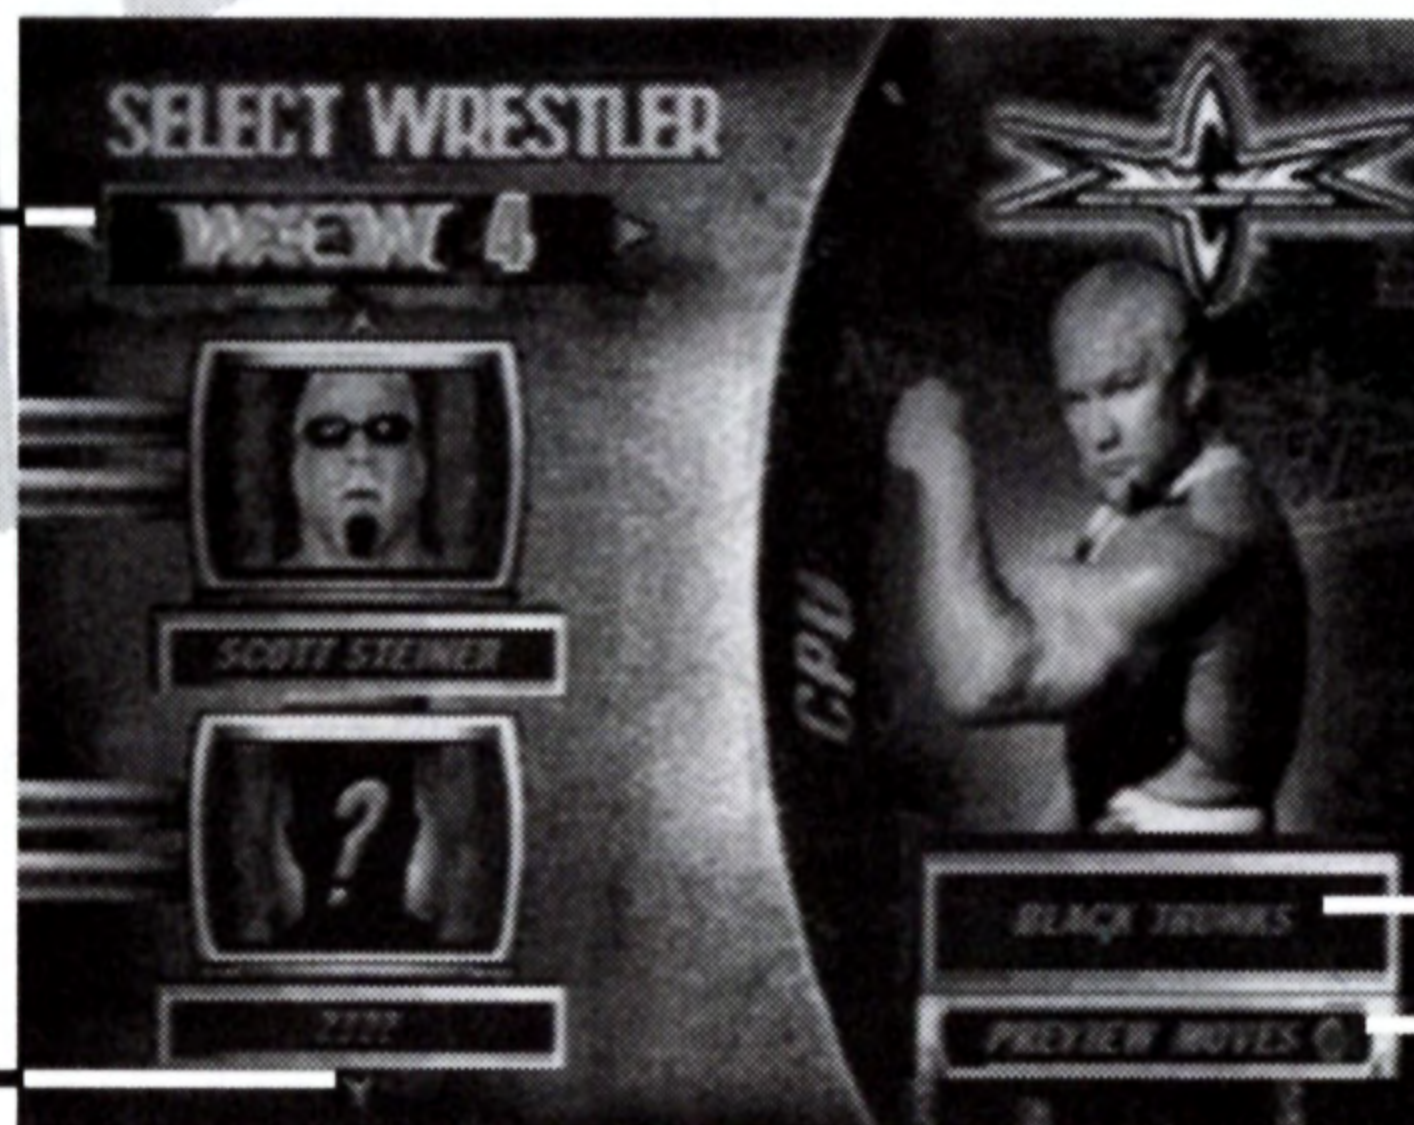 SELECT WRESTLER
4
SCOTT STEINER
?
CPU
BLACK TRUNKS
PREVIEW MOVES